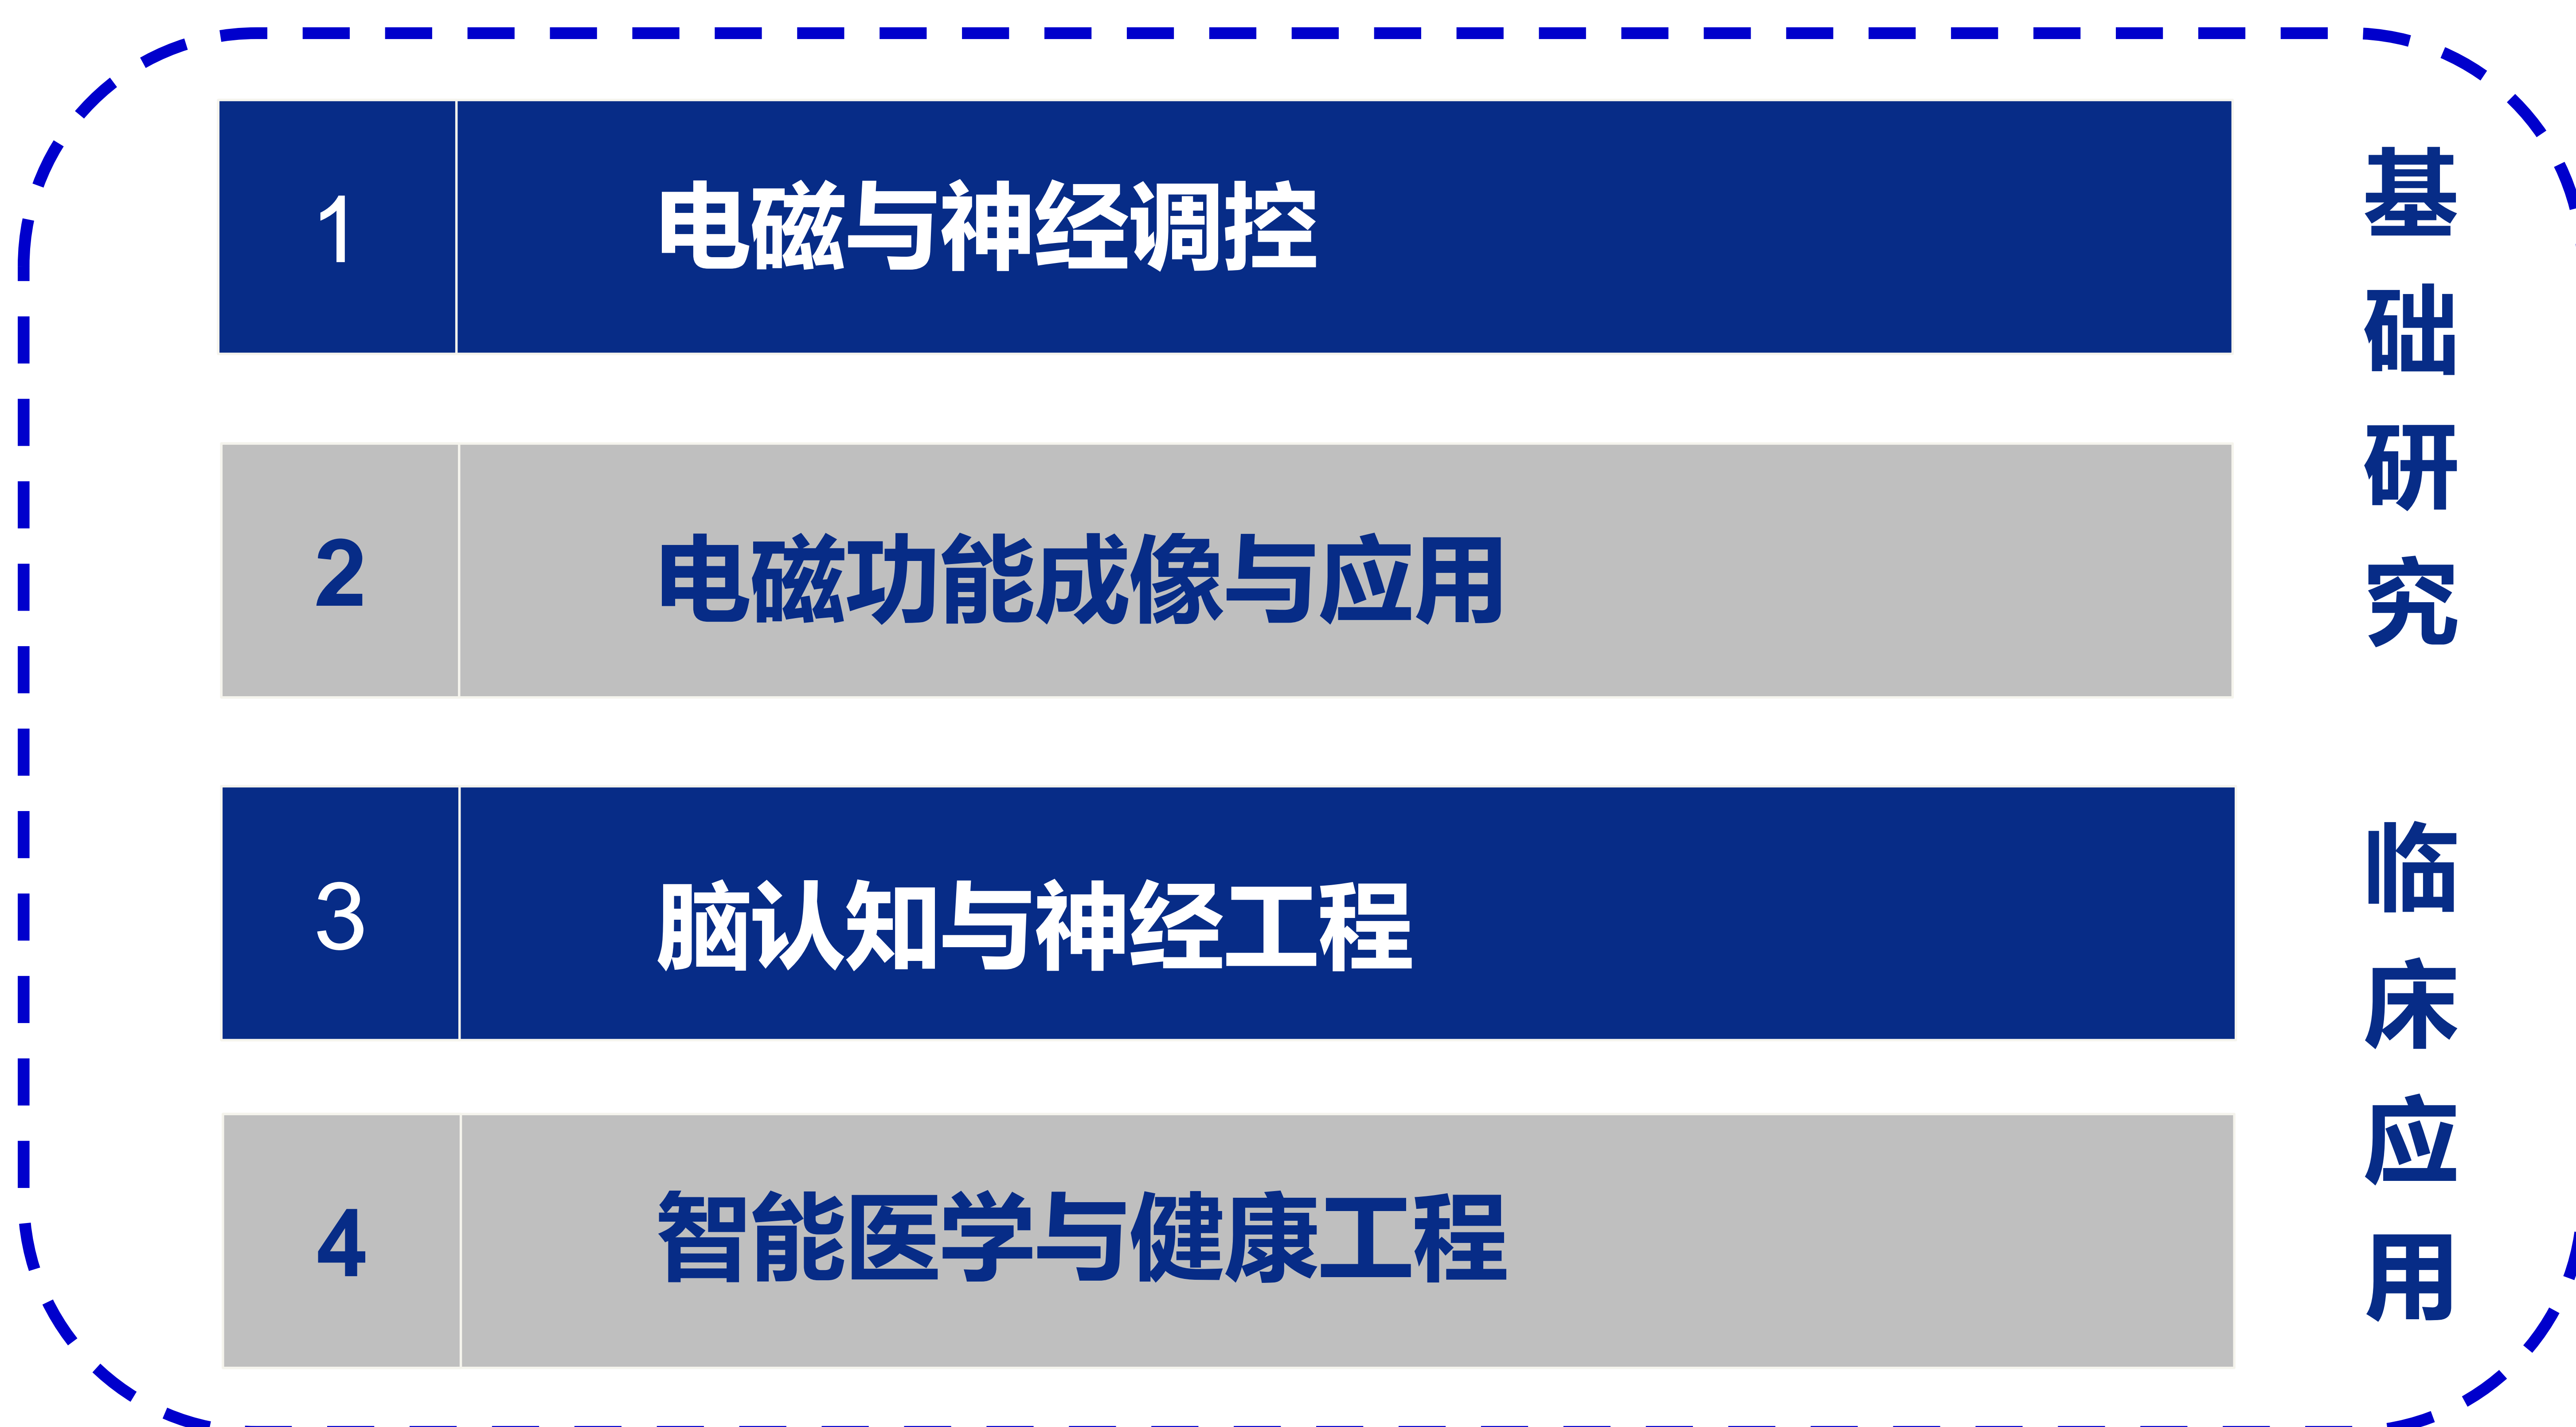 1 电磁与神经调控
2 电磁功能成像与应用
3 脑认知与神经工程
4 智能医学与健康工程
基础研究
临床应用